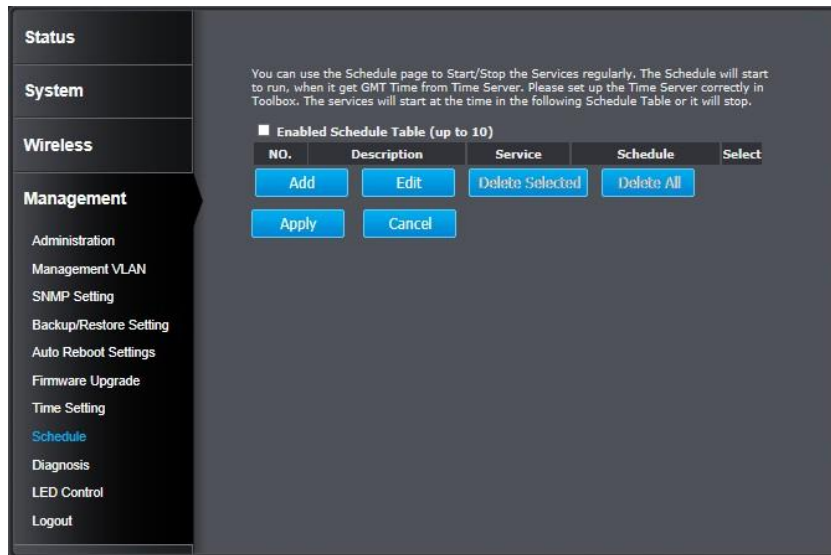 Status
System
Wireless
Management
Administration
Management VLAN
SNMP Setting
Backup/Restore Setting
Auto Reboot Settings
Firmware Upgrade
Time Setting
Schedule
Diagnosis
LED Control
Logout
You can use the Schedule page to Start/Stop the Services regularly. The Schedule will start
to run, when it get GMT Time from Time Server. Please set up the Time Server correctly in
Toolbox. The services will start at the time in the following Schedule Table or it will stop.
Enabled Schedule Table (up to 10)
NO. Description Service Schedule Select
Add Edit Delete Selected Delete All
Apply Cancel